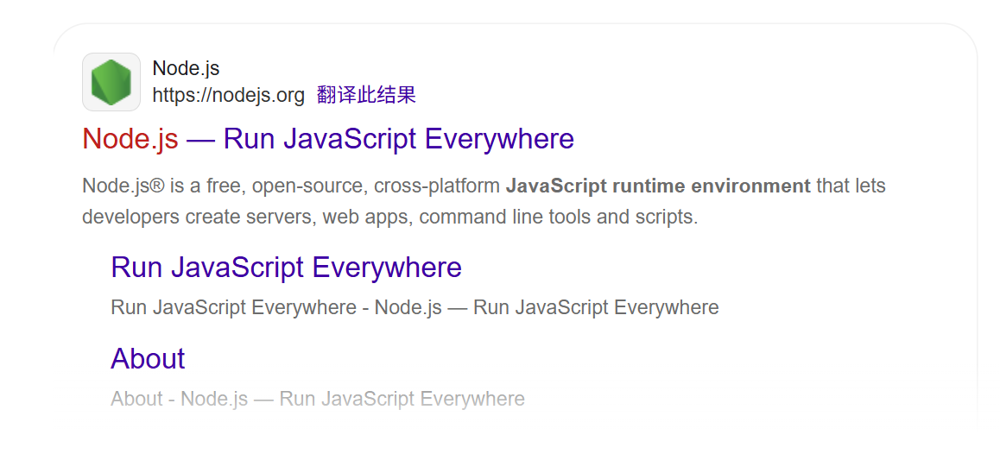 Node.js
https://nodejs.org 翻译此结果
Node.js — Run JavaScript Everywhere
Node.js® is a free, open-source, cross-platform JavaScript runtime environment that lets
developers create servers, web apps, command line tools and scripts.
Run JavaScript Everywhere
Run JavaScript Everywhere - Node.js — Run JavaScript Everywhere
About
About - Node.js — Run JavaScript Everywhere